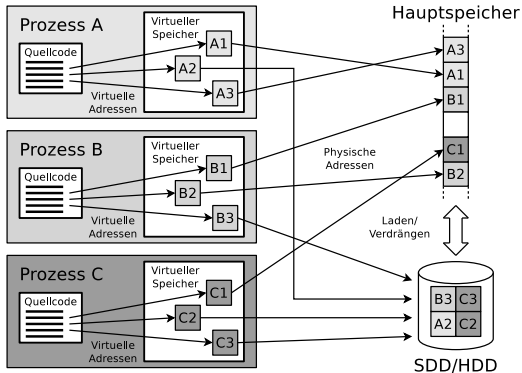 Hauptspeicher
Prozess A
Quellcode
Virtuelle
Adressen
Virtueller
Speicher
A1
A2
A3
Prozess B
Quellcode
Virtuelle
Adressen
Virtueller
Speicher
B1
B2
B3
Prozess C
Quellcode
Virtuelle
Adressen
Virtueller
Speicher
C1
C2
C3
Physische
Adressen
A3
A1
B1
C1
B2
Laden/
Verdrängen
B3 C3
A2 C2
SDD/HDD